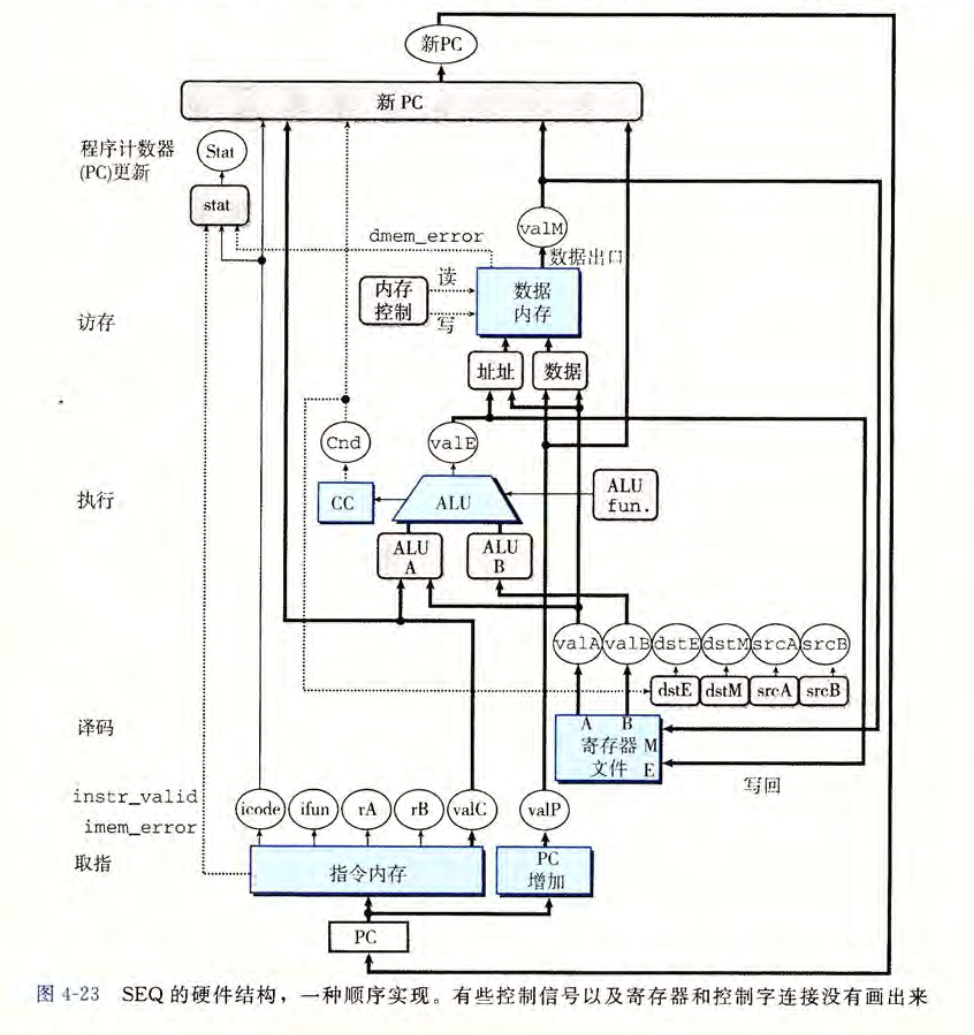 新PC
新 PC
程序计数器
(PC)更新
Stat
stat
dmem_error
valM
数据出口
内存
控制
读
写
数据
内存
访存
址址
数据
Cnd
valE
执行
CC
ALU
ALU
fun.
ALU
A
ALU
B
valA
valB
dstE
dstM
srcA
srcB
dstE
dstM
srcA
srcB
译码
A
B
寄存器
M
文件
E
写回
instr_valid
imem_error
icode
ifun
rA
rB
valC
valP
取指
指令内存
PC
增加
PC
图 4-23 SEQ 的硬件结构，一种顺序实现。有些控制信号以及寄存器和控制字连接没有画出来